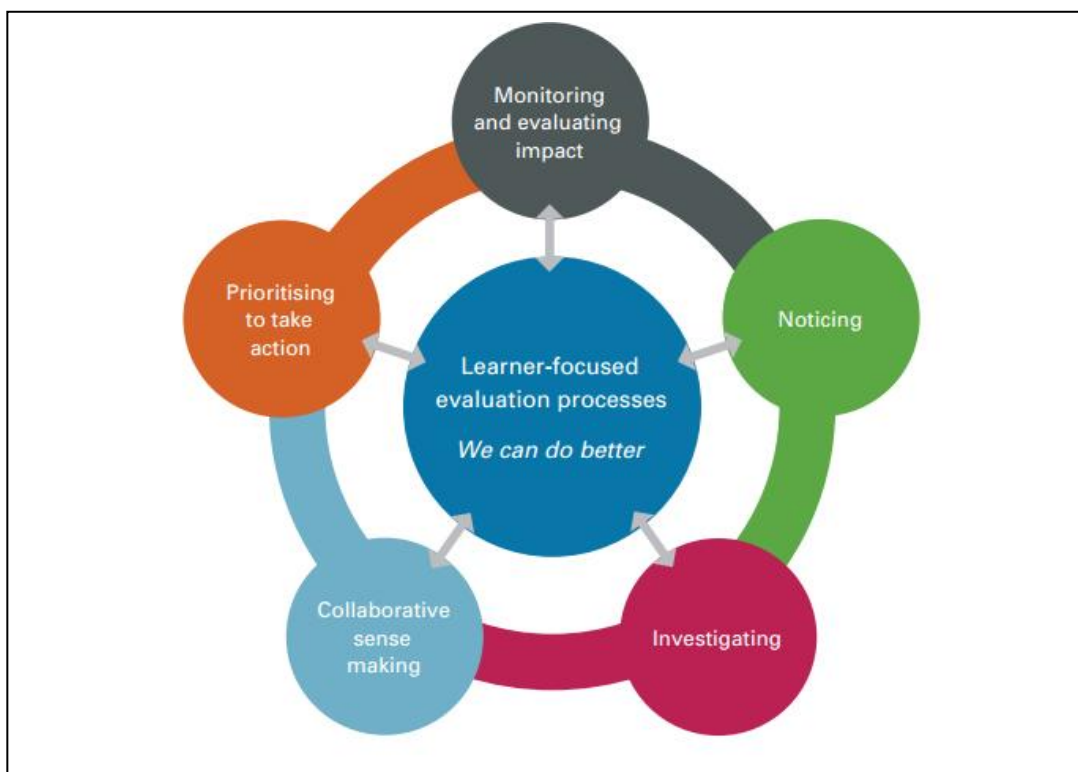 Monitoring
and evaluating
impact
Noticing
Investigating
Collaborative
sense
making
Prioritising
to take
action
Learner-focused
evaluation processes
We can do better